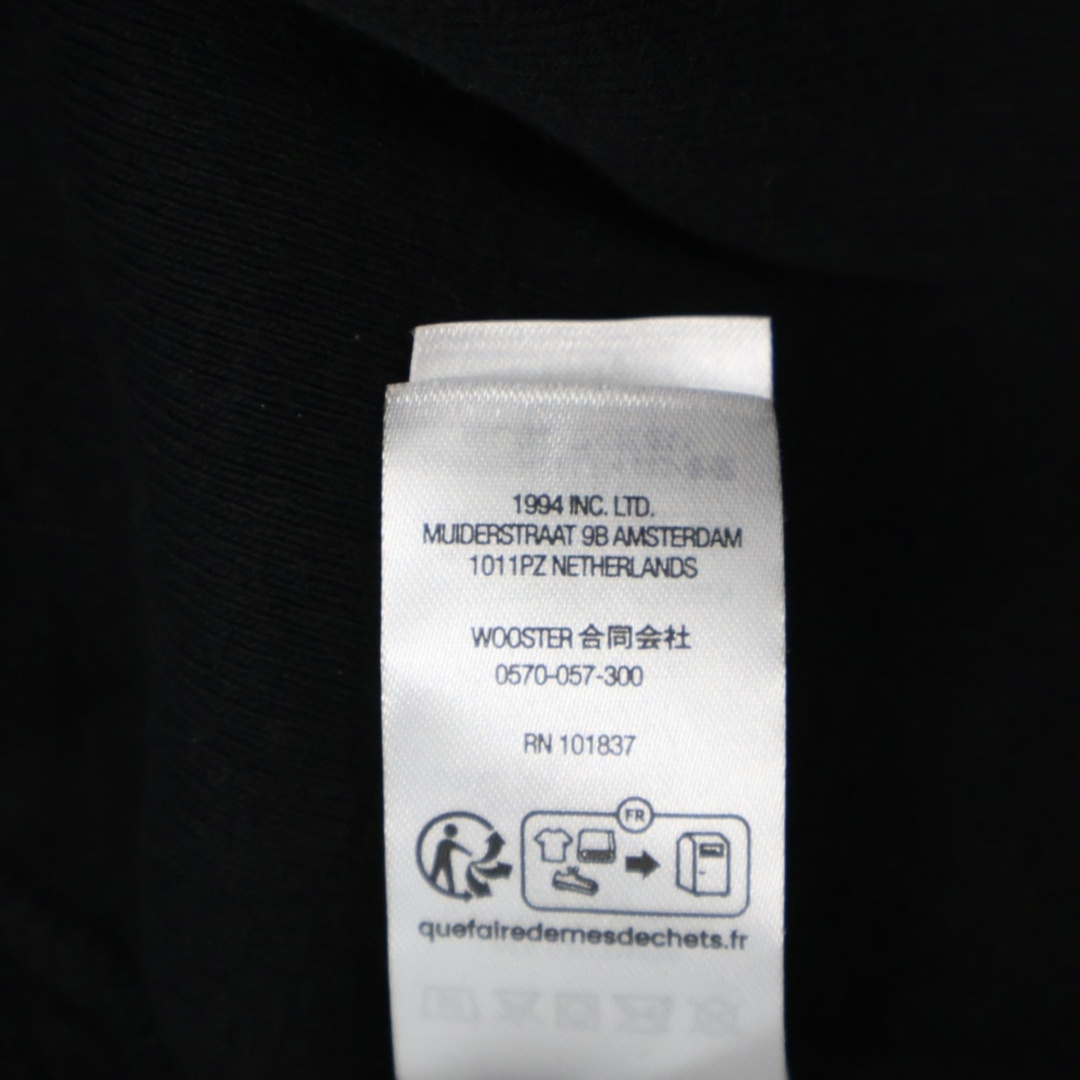 1994 INC. LTD.
MUIDERSTRAAT 9B AMSTERDAM
1011PZ NETHERLANDS
WOOSTER 合同会社
0570-057-300
RN 101837
FR
quefairedemesdechets.fr